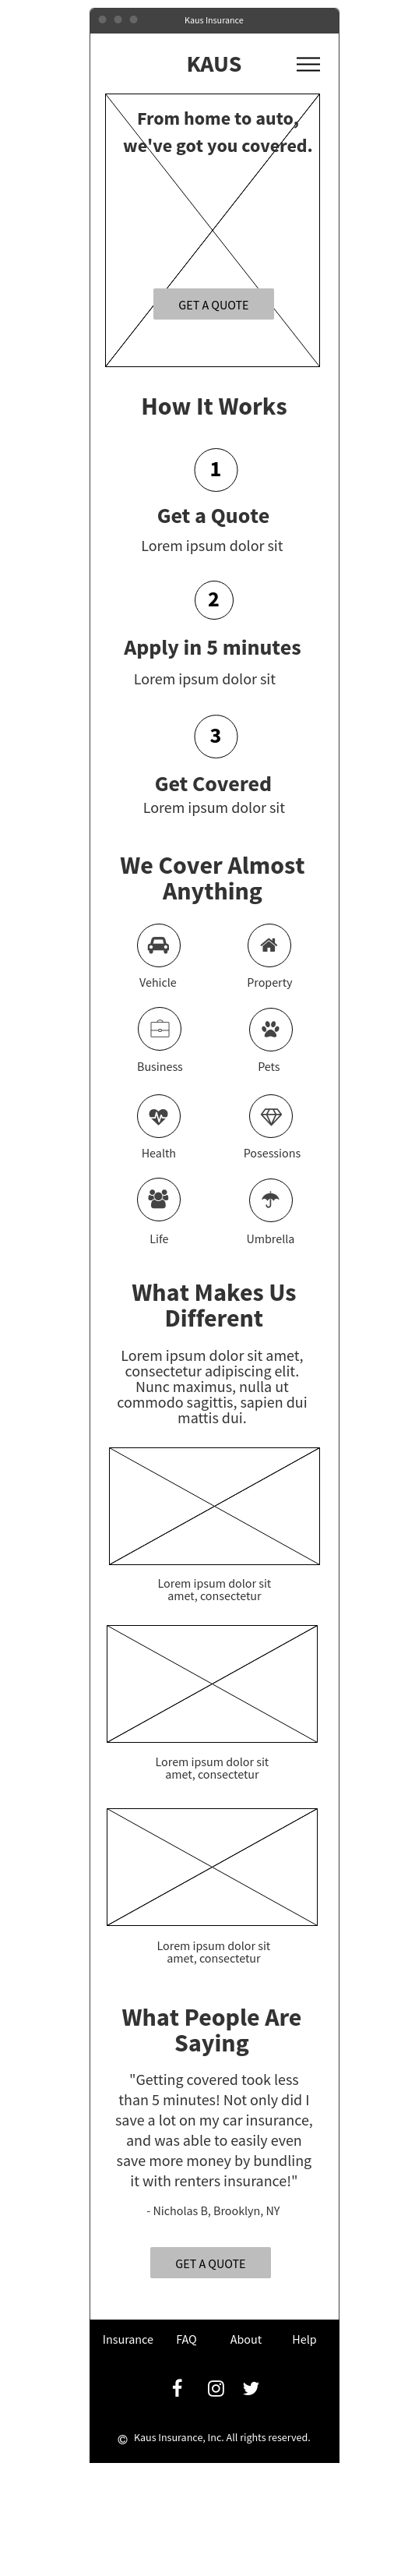 Kaus Insurance
KAUS
From home to auto,
we've got you covered.
GET A QUOTE
How It Works
1
Get a Quote
Lorem ipsum dolor sit
2
Apply in 5 minutes
Lorem ipsum dolor sit
3
Get Covered
Lorem ipsum dolor sit
We Cover Almost
Anything
Vehicle
Property
Business
Pets
Health
Posessions
Life
Umbrella
What Makes Us
Different
Lorem ipsum dolor sit amet,
consectetur adipiscing elit.
Nunc maximus, nulla ut
commodo sagittis, sapien dui
mattis dui.
Lorem ipsum dolor sit
amet, consectetur
Lorem ipsum dolor sit
amet, consectetur
Lorem ipsum dolor sit
amet, consectetur
What People Are
Saying
"Getting covered took less
than 5 minutes! Not only did I
save a lot on my car insurance,
and was able to easily even
save more money by bundling
it with renters insurance!"
- Nicholas B, Brooklyn, NY
GET A QUOTE
Insurance FAQ About Help
© Kaus Insurance, Inc. All rights reserved.